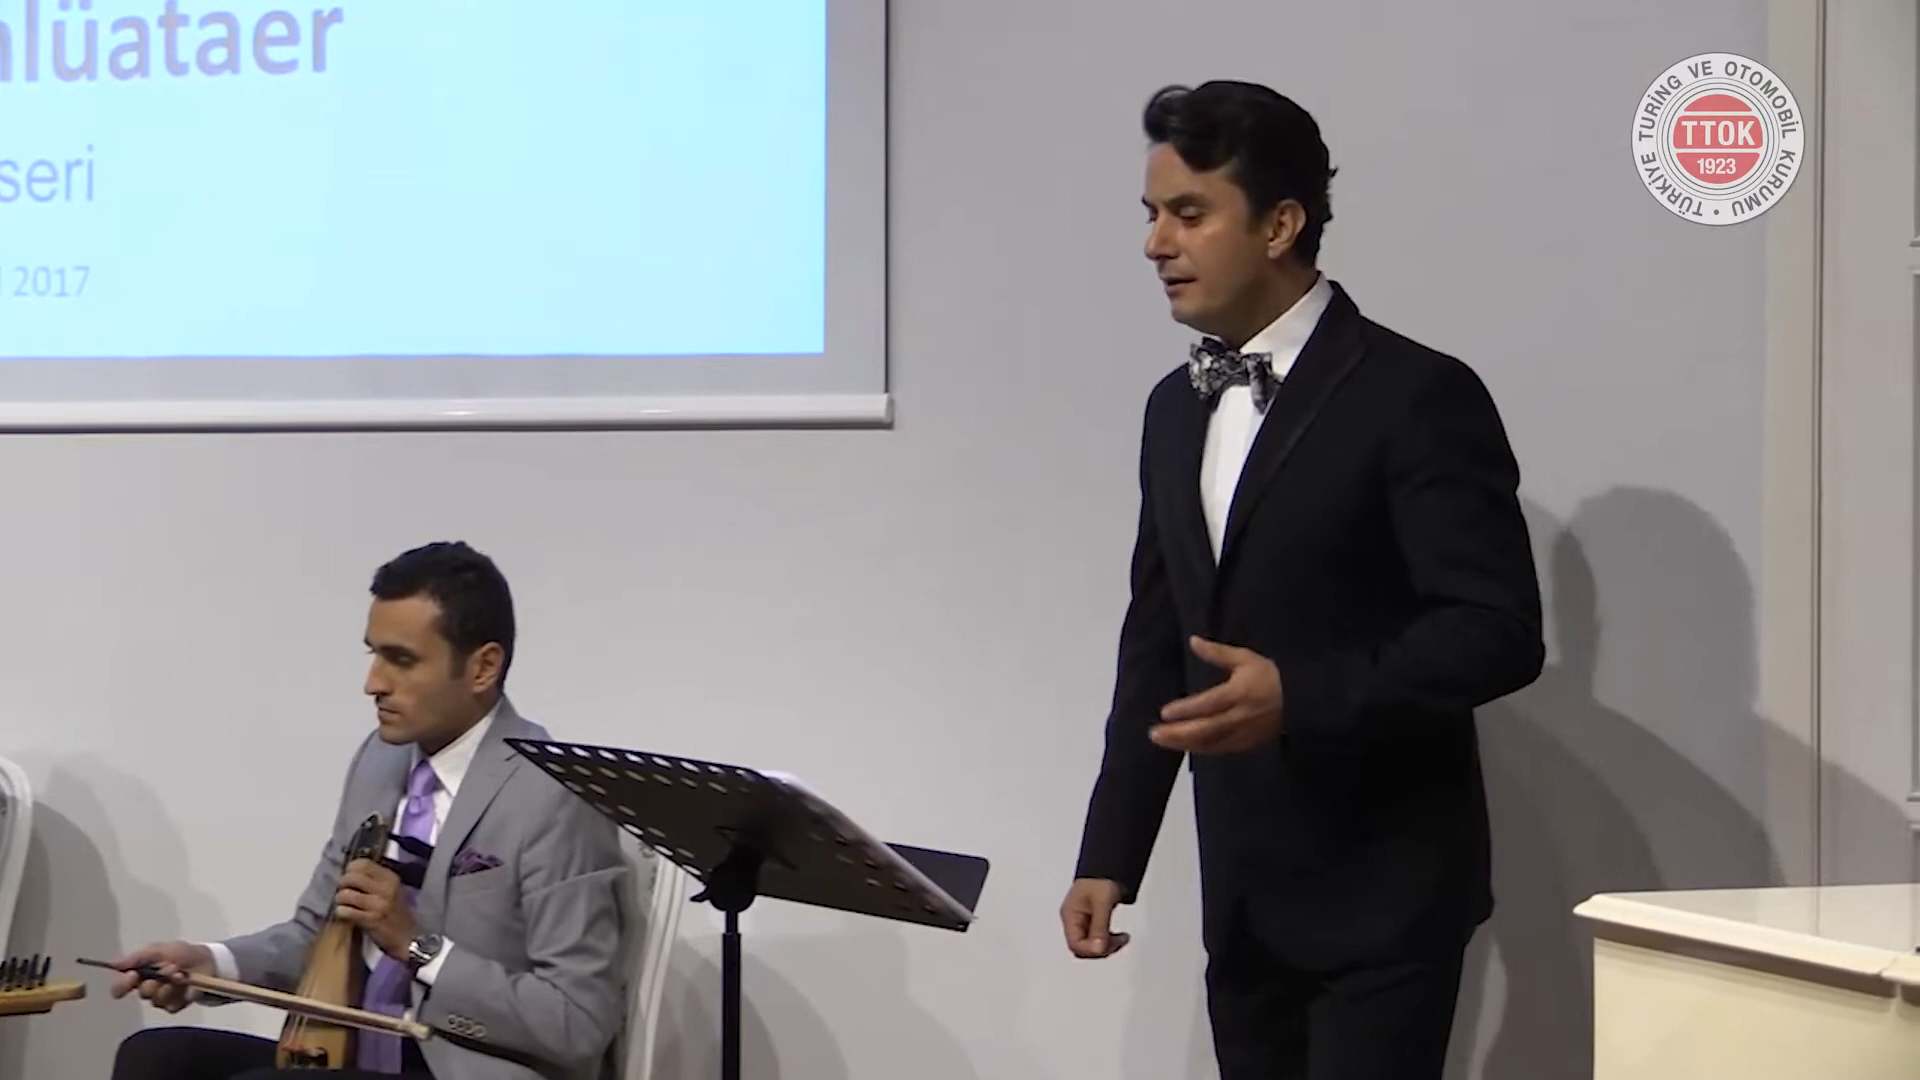 nlüataer
seri
2017
TÜRKİYE TURİNG VE OTOMOBİL KURUMU •
TTOK
1923